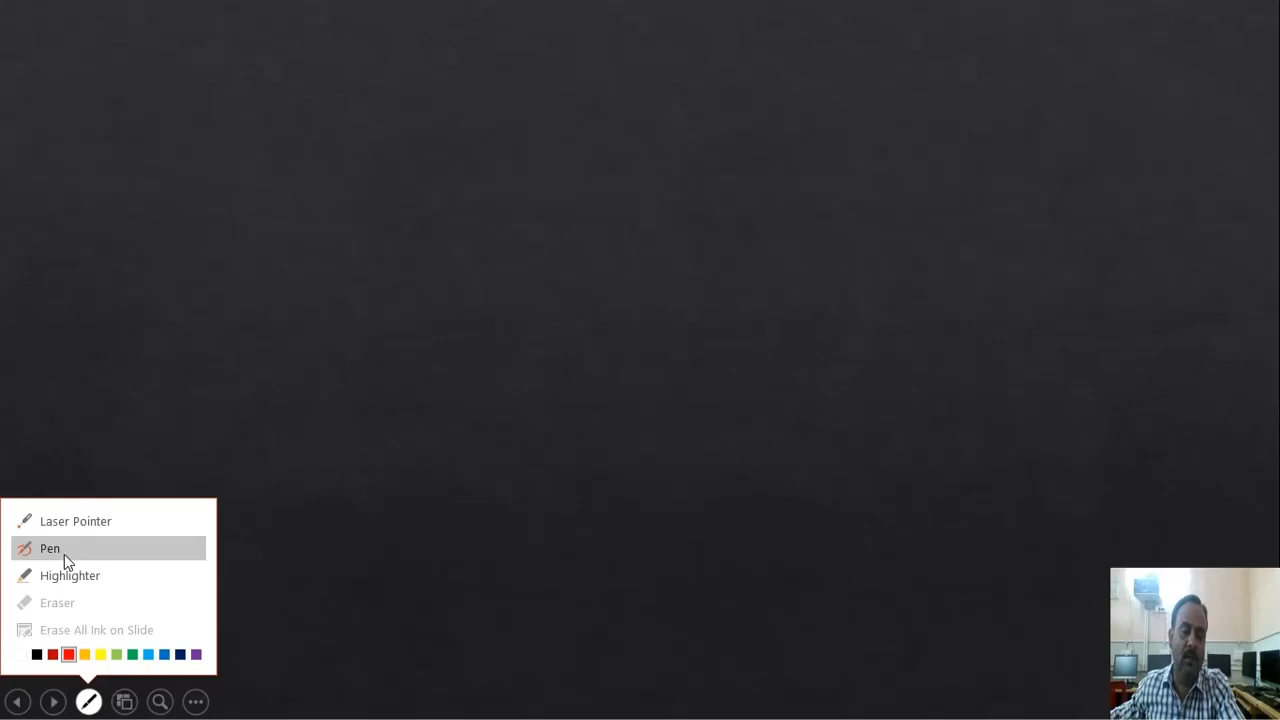 Laser Pointer
Pen
Highlighter
Eraser
Erase All Ink on Slide